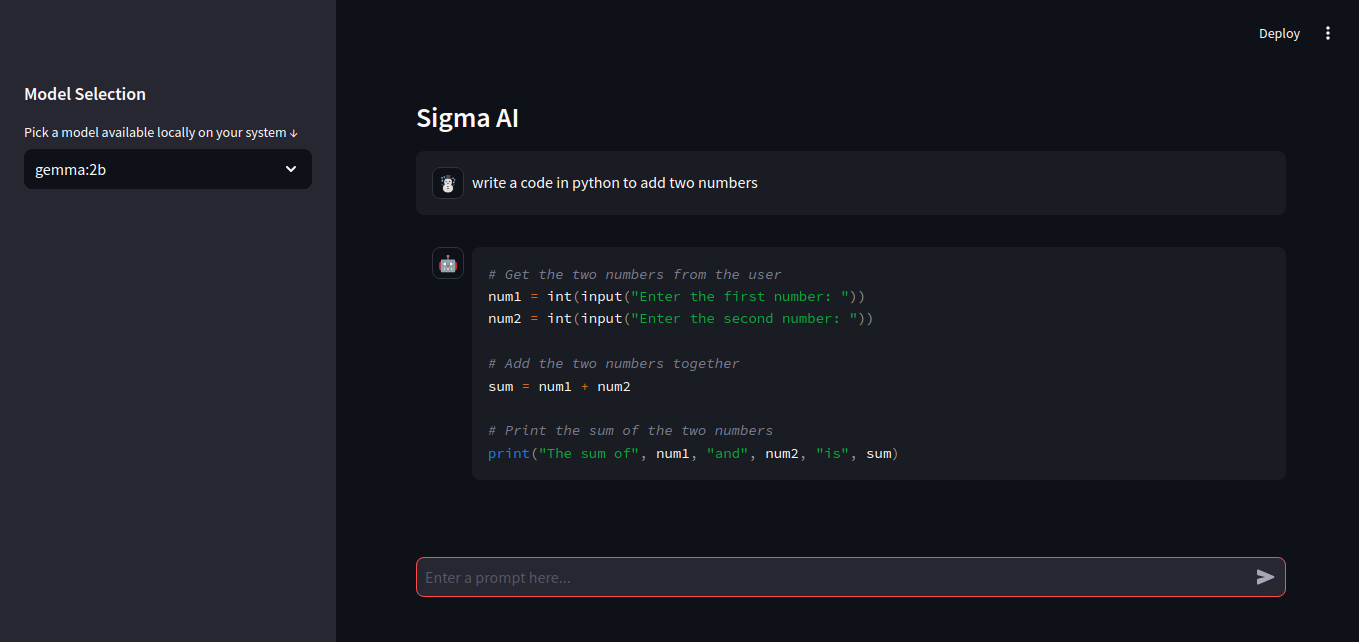 Deploy
Model Selection
Pick a model available locally on your system ↓
gemma:2b
Sigma AI
write a code in python to add two numbers
# Get the two numbers from the user
num1 = int(input("Enter the first number: "))
num2 = int(input("Enter the second number: "))
# Add the two numbers together
sum = num1 + num2
# Print the sum of the two numbers
print("The sum of", num1, "and", num2, "is", sum)
Enter a prompt here...